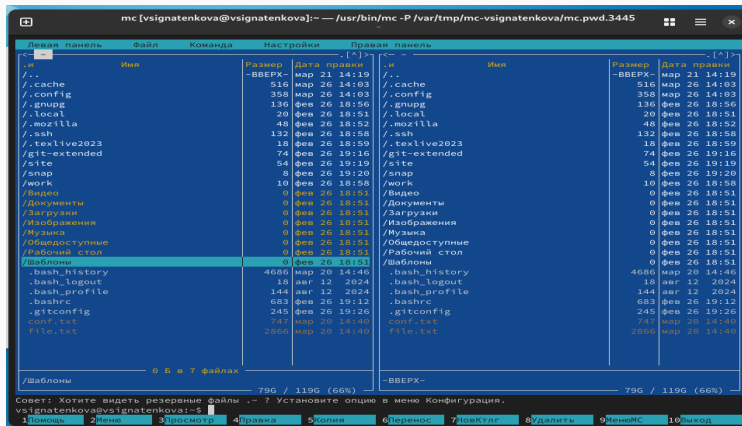 mc [vsignatenkova@vsignatenkova]:~ — /usr/bin/mc -P /var/tmp/mc-vsignatenkova/mc.pwd.3445
~
Левая панель Файл Команда Настройки Правая панель
<— ~ .[^]> <— ~ .[^]>
.и Имя Размер Дата правки .и Имя Размер Дата правки
/.. -ВВЕРХ- мар 21 14:19 /.. -ВВЕРХ- мар 21 14:19
/.cache 516 мар 26 14:03 /.cache 516 мар 26 14:03
/.config 358 мар 26 14:03 /.config 358 мар 26 14:03
/.gnupg 136 фев 26 18:56 /.gnupg 136 фев 26 18:56
/.local 20 фев 26 18:51 /.local 20 фев 26 18:51
/.mozilla 48 фев 26 18:52 /.mozilla 48 фев 26 18:52
/.ssh 132 фев 26 18:58 /.ssh 132 фев 26 18:58
/.texlive2023 18 фев 26 18:59 /.texlive2023 18 фев 26 18:59
/git-extended 74 фев 26 19:16 /git-extended 74 фев 26 19:16
/site 54 фев 26 19:19 /site 54 фев 26 19:19
/snap 8 фев 26 19:20 /snap 8 фев 26 19:20
/work 10 фев 26 18:58 /work 10 фев 26 18:58
/Видео 0 фев 26 18:51 /Видео 0 фев 26 18:51
/Документы 0 фев 26 18:51 /Документы 0 фев 26 18:51
/Загрузки 0 фев 26 18:51 /Загрузки 0 фев 26 18:51
/Изображения 0 фев 26 18:51 /Изображения 0 фев 26 18:51
/Музыка 0 фев 26 18:51 /Музыка 0 фев 26 18:51
/Общедоступные 0 фев 26 18:51 /Общедоступные 0 фев 26 18:51
/Рабочий стол 0 фев 26 18:51 /Рабочий стол 0 фев 26 18:51
/Шаблоны 0 фев 26 18:51 /Шаблоны 0 фев 26 18:51
.bash_history 4686 мар 20 14:46 .bash_history 4686 мар 20 14:46
.bash_logout 18 авг 12 2024 .bash_logout 18 авг 12 2024
.bash_profile 144 авг 12 2024 .bash_profile 144 авг 12 2024
.bashrc 683 фев 26 19:12 .bashrc 683 фев 26 19:12
.gitconfig 245 фев 26 19:26 .gitconfig 245 фев 26 19:26
conf.txt 747 мар 20 14:40 conf.txt 747 мар 20 14:40
file.txt 2866 мар 20 14:40 file.txt 2866 мар 20 14:40
0 Б в 7 файлах
/Шаблоны -ВВЕРХ-
79G / 119G (66%) 79G / 119G (66%)
Совет: Хотите видеть резервные файлы .~ ? Установите опцию в меню Конфигурация.
vsignatenkova@vsignatenkova:~$
1Помощь 2Меню 3Просмотр 4Правка 5Копия 6Перенос 7НовКтлг 8Удалить 9МенюМС 10Выход